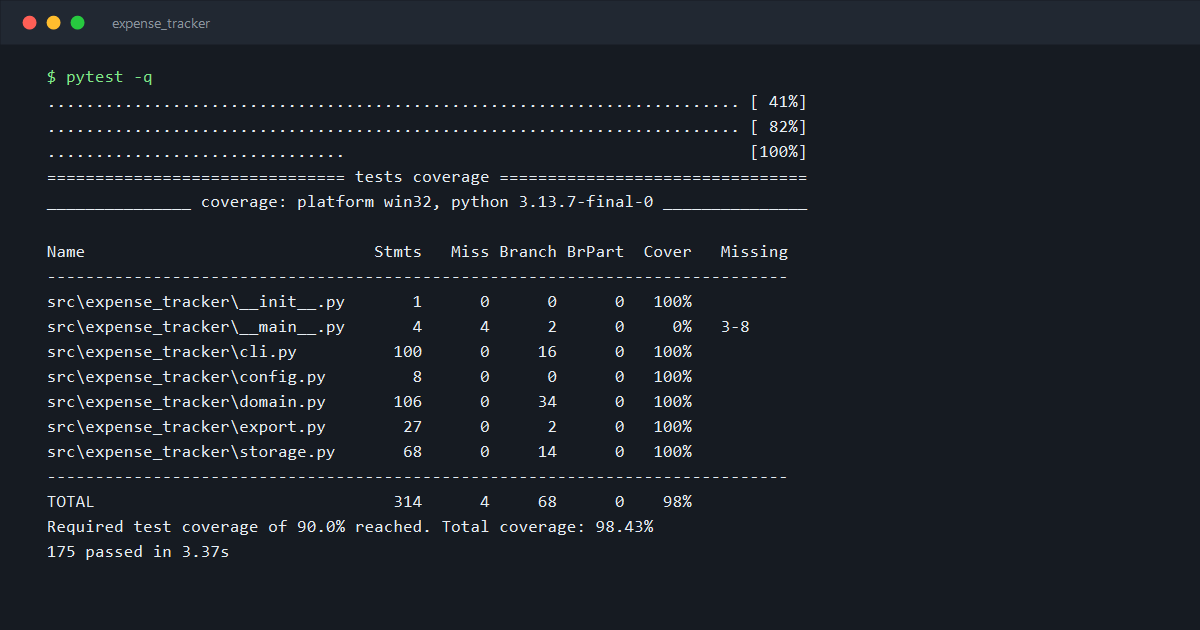 expense_tracker
$ pytest -q
........................................................................ [ 41%]
........................................................................ [ 82%]
...............................                                          [100%]
=============================== tests coverage ================================
_______________ coverage: platform win32, python 3.13.7-final-0 _______________
Name                              Stmts   Miss Branch BrPart  Cover   Missing
-----------------------------------------------------------------------------
src\expense_tracker\__init__.py       1      0      0      0   100%
src\expense_tracker\__main__.py       4      4      2      0     0%   3-8
src\expense_tracker\cli.py          100      0     16      0   100%
src\expense_tracker\config.py         8      0      0      0   100%
src\expense_tracker\domain.py       106      0     34      0   100%
src\expense_tracker\export.py        27      0      2      0   100%
src\expense_tracker\storage.py       68      0     14      0   100%
-----------------------------------------------------------------------------
TOTAL                               314      4     68      0    98%
Required test coverage of 90.0% reached. Total coverage: 98.43%
175 passed in 3.37s